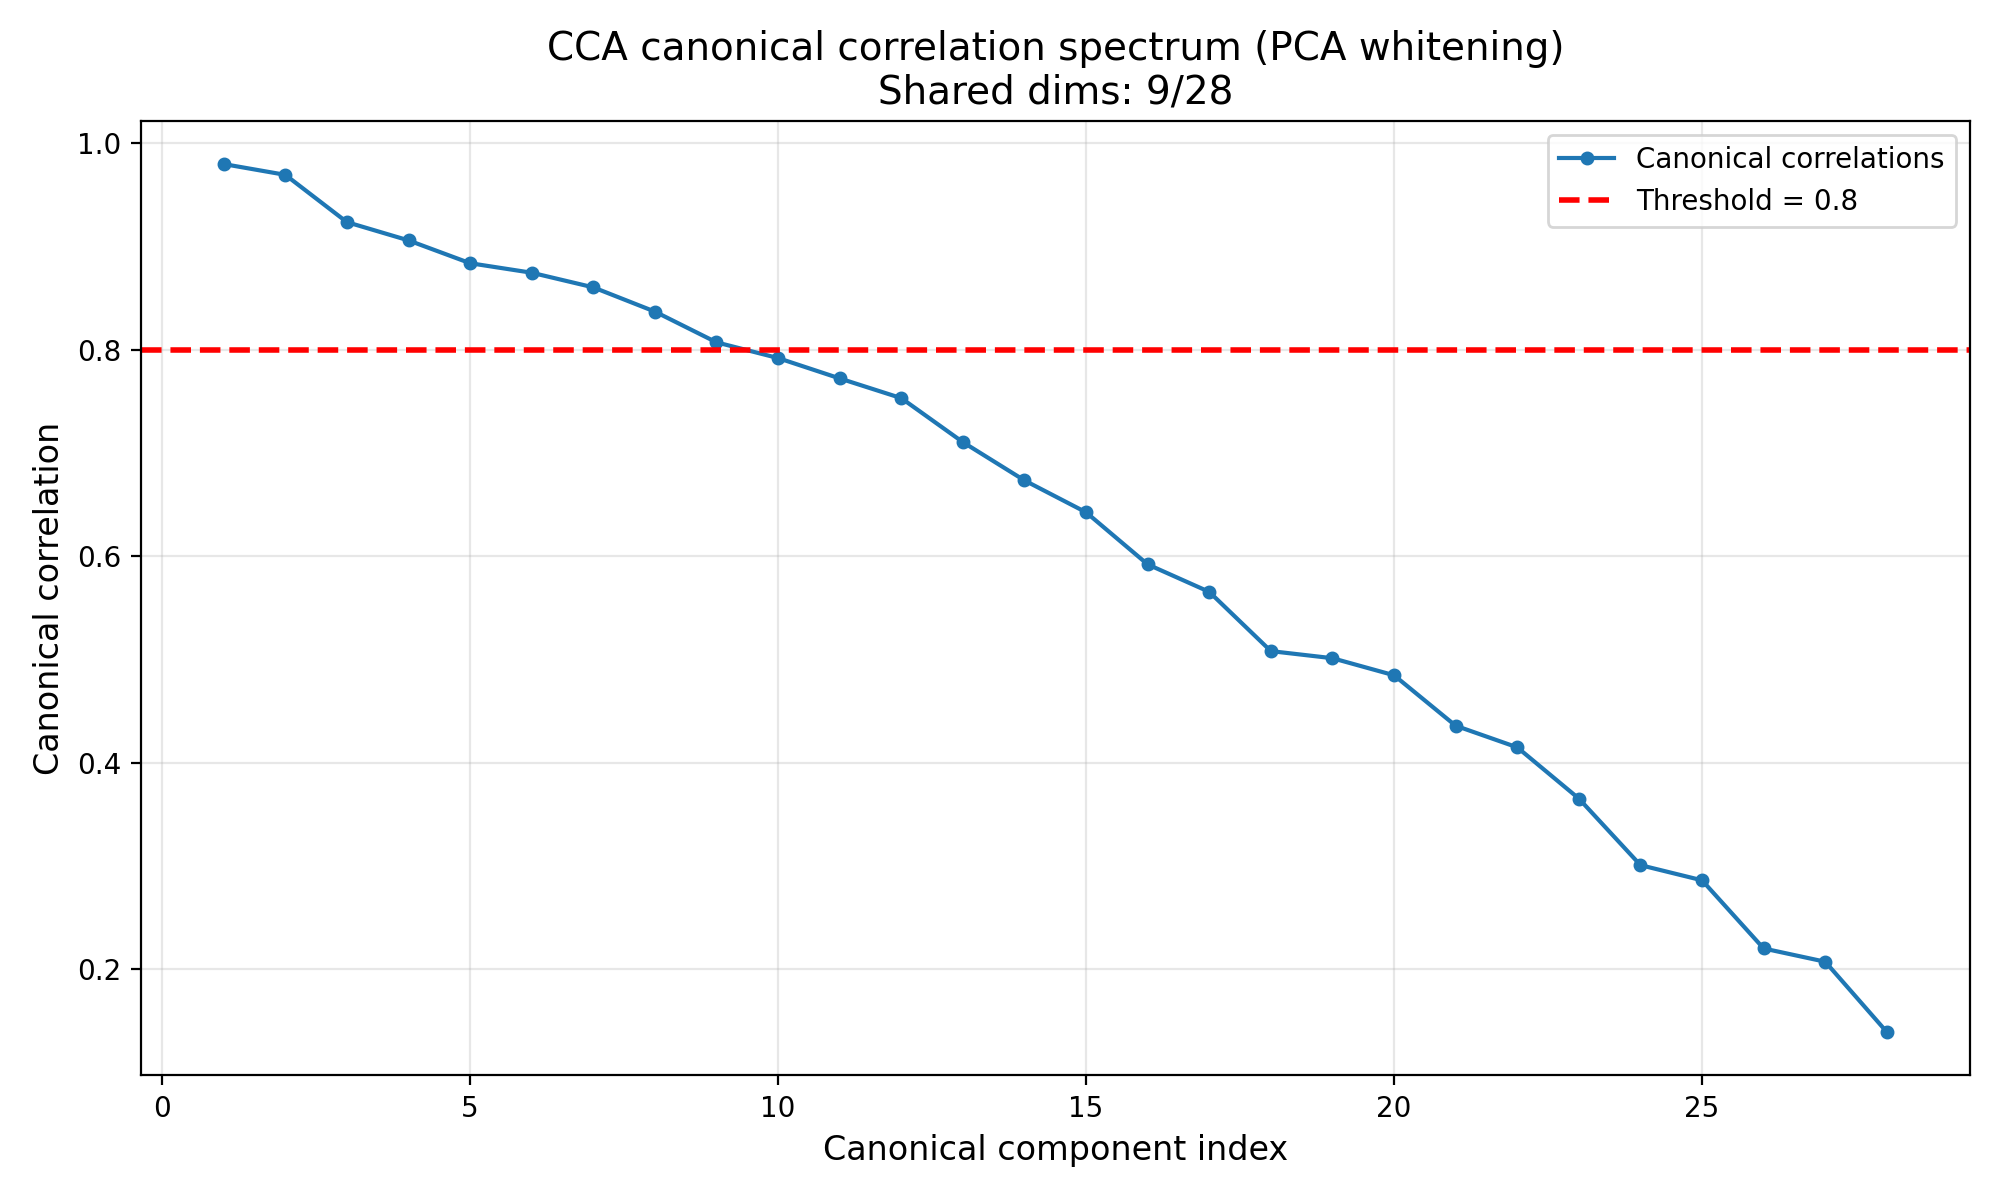 CCA canonical correlation spectrum (PCA whitening)
Shared dims: 9/28
Canonical correlations
Threshold = 0.8
Canonical correlation
1.0
0.8
0.6
0.4
0.2
0
5
10
15
20
25
Canonical component index